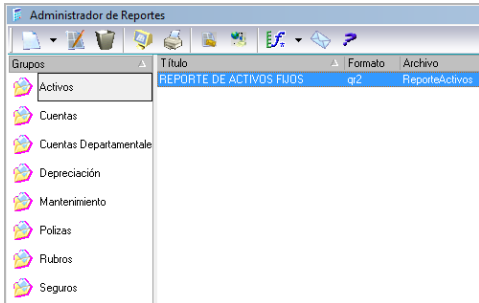 Administrador de Reportes
Grupos
Título Formato Archivo
REPORTE DE ACTIVOS FIJOS qr2 ReporteActivos
Activos
Cuentas
Cuentas Departamentale
Depreciación
Mantenimiento
Polizas
Rubros
Seguros